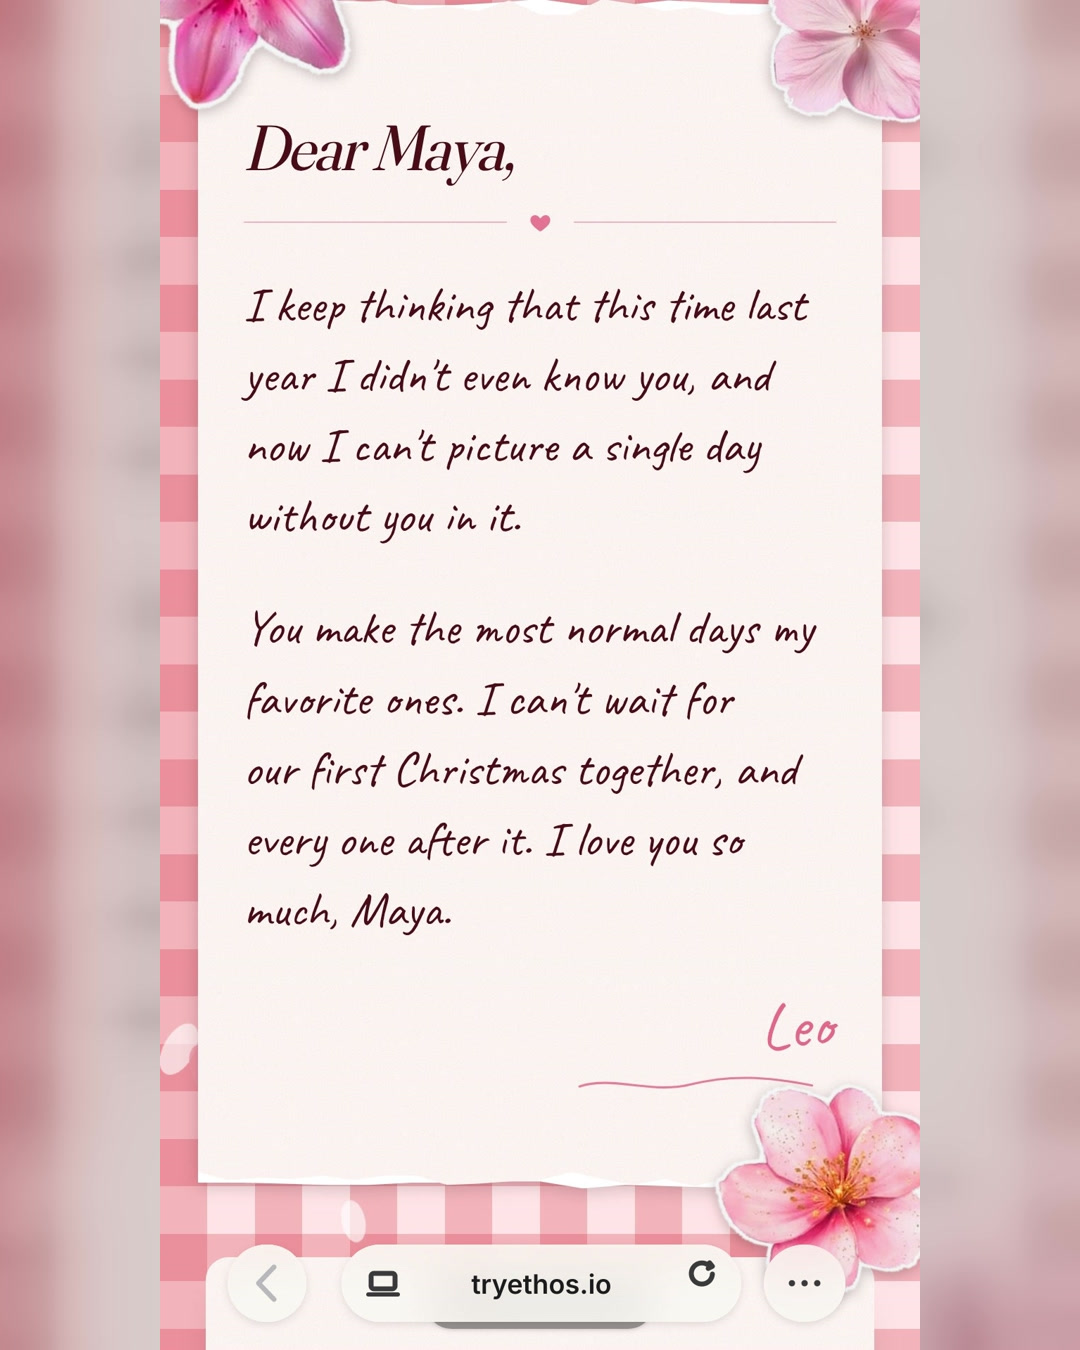 Dear Maya,
I keep thinking that this time last
year I didn't even know you, and
now I can't picture a single day
without you in it.
You make the most normal days my
favorite ones. I can't wait for
our first Christmas together, and
every one after it. I love you so
much, Maya.
Leo
tryethos.io